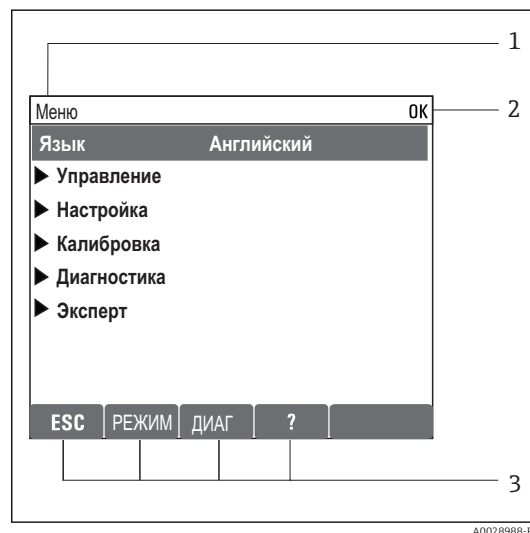 1
Меню OK
2
Язык Английский
Управление
Настройка
Калибровка
Диагностика
Эксперт
ESC РЕЖИМ ДИАГ ?
3